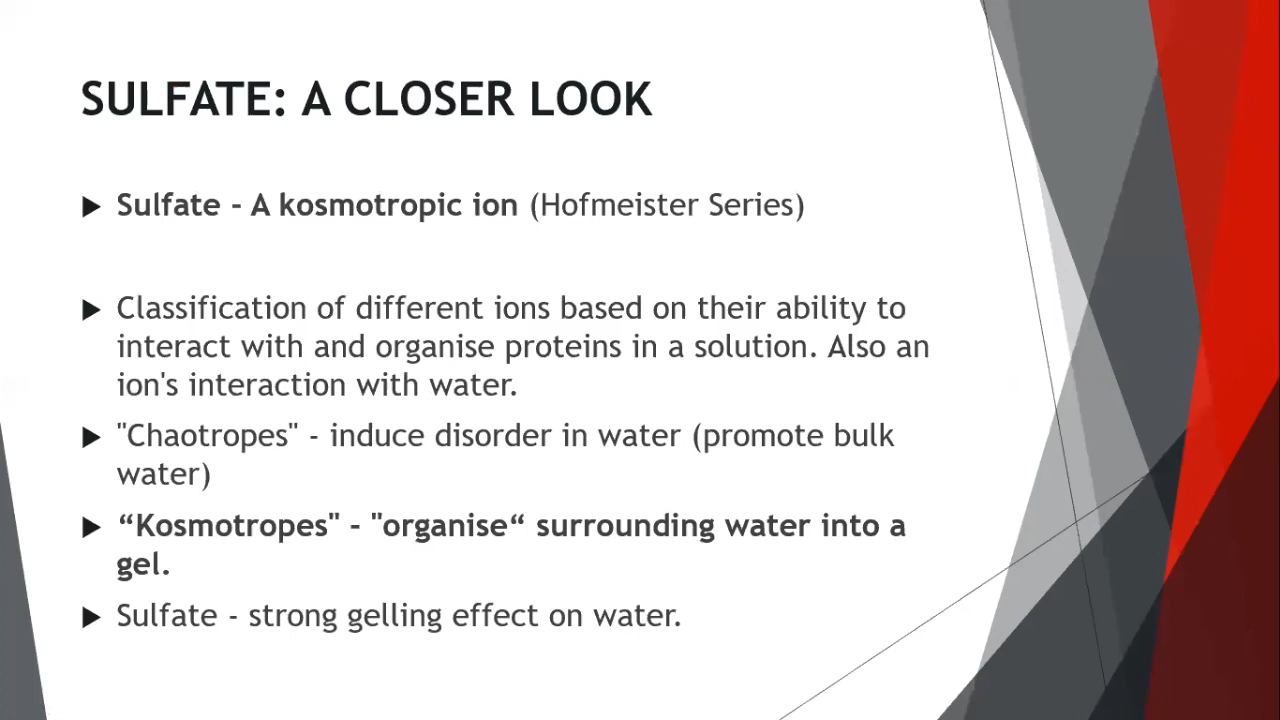 SULFATE: A CLOSER LOOK
Sulfate - A kosmotropic ion (Hofmeister Series)
Classification of different ions based on their ability to
interact with and organise proteins in a solution. Also an
ion's interaction with water.
"Chaotropes" - induce disorder in water (promote bulk
water)
“Kosmotropes" - "organise“ surrounding water into a
gel.
Sulfate - strong gelling effect on water.